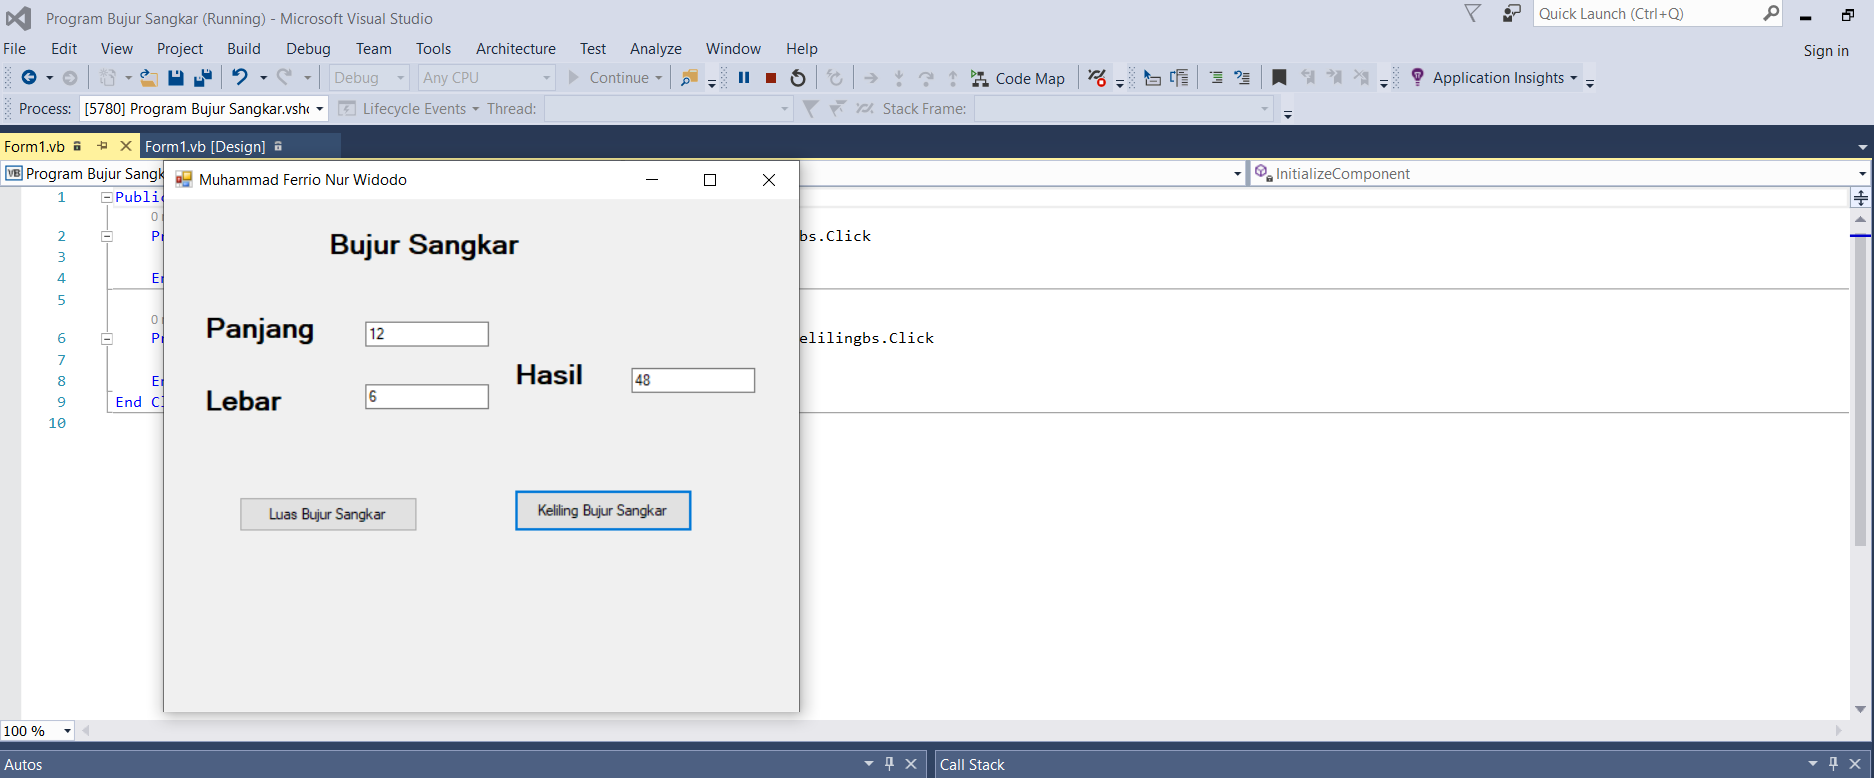 Program Bujur Sangkar (Running) - Microsoft Visual Studio
Quick Launch (Ctrl+Q)
File Edit View Project Build Debug Team Tools Architecture Test Analyze Window Help
Sign in
Debug Any CPU Continue Code Map Application Insights
Process: [5780] Program Bujur Sangkar.vsho Lifecycle Events Thread: Stack Frame:
Form1.vb Form1.vb [Design]
VB Program Bujur Sangk
InitializeComponent
Muhammad Ferrio Nur Widodo
1 Public
0 r
2 Pr bs.Click
3
4 En
5
0 r
6 Pr elilingbs.Click
7
8 En
9 End Cl
10
Bujur Sangkar
Panjang 12
Hasil 48
Lebar 6
Luas Bujur Sangkar
Keliling Bujur Sangkar
100 %
Autos
Call Stack